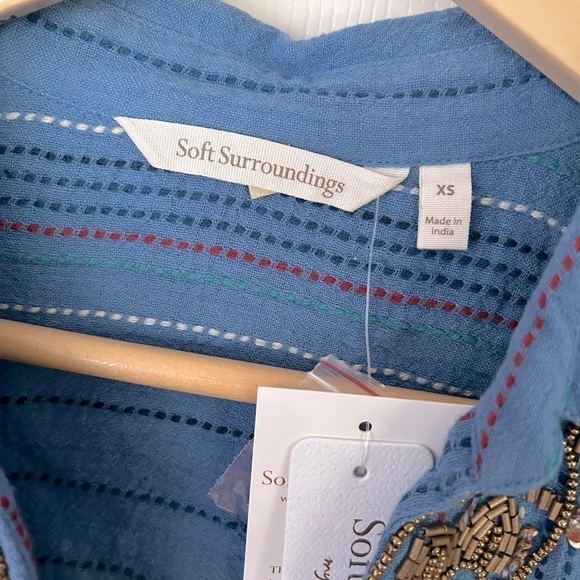 Soft Surroundings
XS
Made in
India